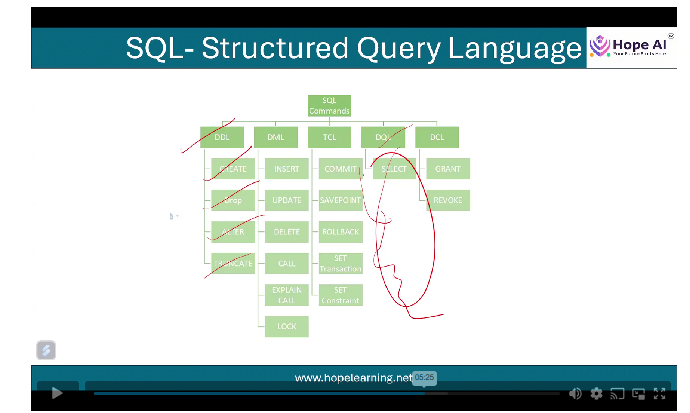 SQL- Structured Query Language
Hope AI
SQL Commands
DDL DML TCL DQL DCL
CREATE INSERT COMMIT SELECT GRANT
Drop UPDATE SAVEPOINT REVOKE
ALTER DELETE ROLLBACK
TRUNCATE CALL SET Transaction
EXPLAIN CALL SET Constraint
LOCK
www.hopelearning.net
05:25